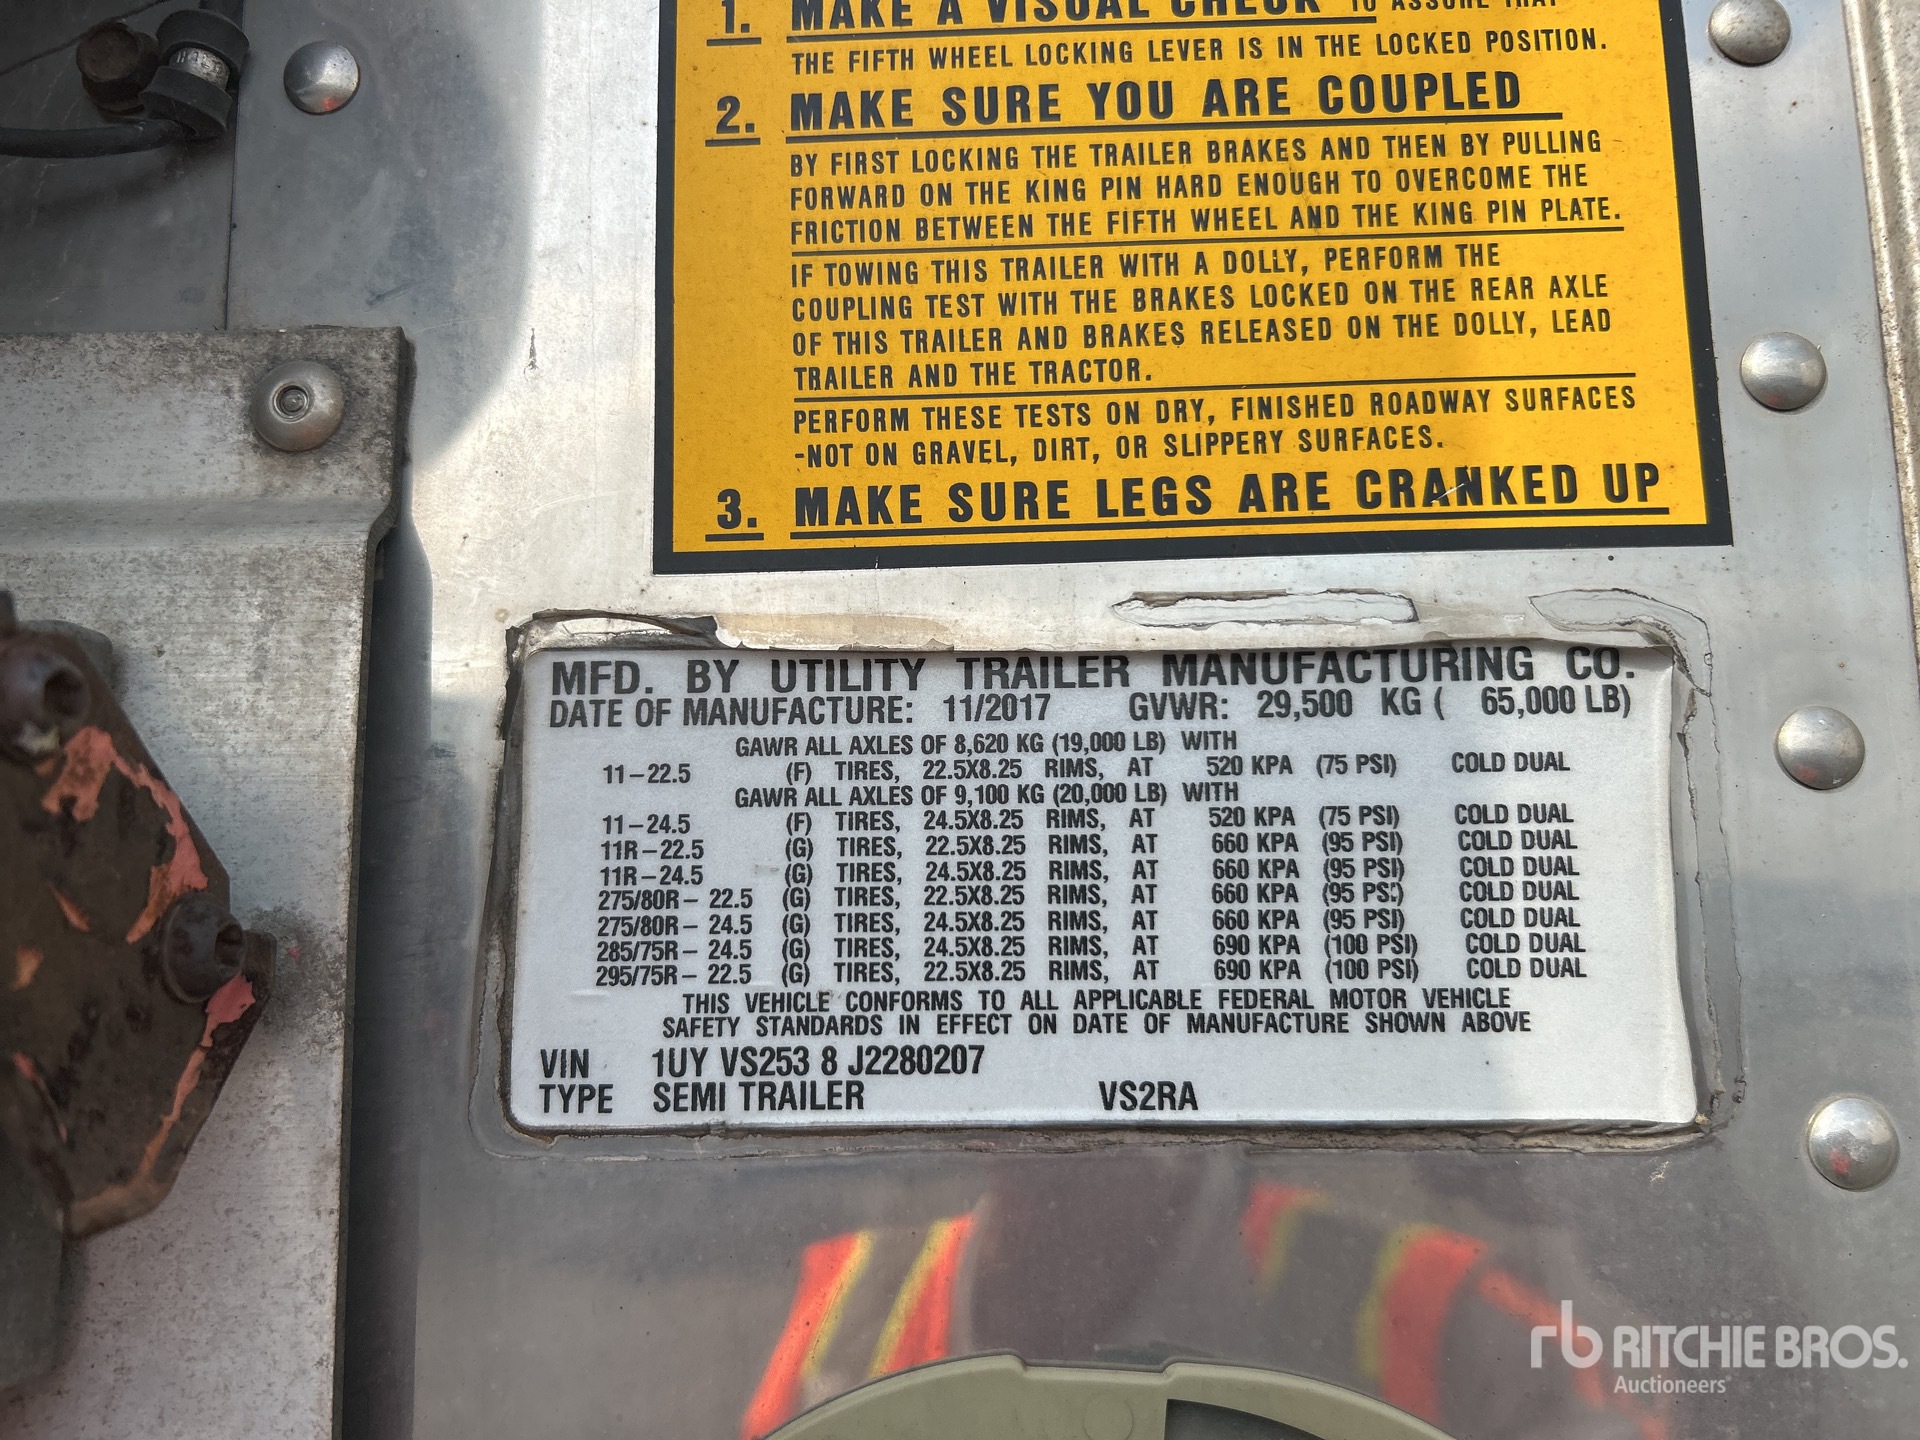 1. MAKE A VISUAL CHECK TO ASSURE THAT
THE FIFTH WHEEL LOCKING LEVER IS IN THE LOCKED POSITION.
2. MAKE SURE YOU ARE COUPLED
BY FIRST LOCKING THE TRAILER BRAKES AND THEN BY PULLING
FORWARD ON THE KING PIN HARD ENOUGH TO OVERCOME THE
FRICTION BETWEEN THE FIFTH WHEEL AND THE KING PIN PLATE.
IF TOWING THIS TRAILER WITH A DOLLY, PERFORM THE
COUPLING TEST WITH THE BRAKES LOCKED ON THE REAR AXLE
OF THIS TRAILER AND BRAKES RELEASED ON THE DOLLY, LEAD
TRAILER AND THE TRACTOR.
PERFORM THESE TESTS ON DRY, FINISHED ROADWAY SURFACES
-NOT ON GRAVEL, DIRT, OR SLIPPERY SURFACES.
3. MAKE SURE LEGS ARE CRANKED UP
MFD. BY UTILITY TRAILER MANUFACTURING CO.
DATE OF MANUFACTURE: 11/2017 GVWR: 29,500 KG ( 65,000 LB)
GAWR ALL AXLES OF 8,620 KG (19,000 LB) WITH
11-22.5 (F) TIRES, 22.5X8.25 RIMS, AT 520 KPA (75 PSI) COLD DUAL
GAWR ALL AXLES OF 9,100 KG (20,000 LB) WITH
11-24.5 (F) TIRES, 24.5X8.25 RIMS, AT 520 KPA (75 PSI) COLD DUAL
11R-22.5 (G) TIRES, 22.5X8.25 RIMS, AT 660 KPA (95 PSI) COLD DUAL
11R-24.5 (G) TIRES, 24.5X8.25 RIMS, AT 660 KPA (95 PSI) COLD DUAL
275/80R- 22.5 (G) TIRES, 22.5X8.25 RIMS, AT 660 KPA (95 PSI) COLD DUAL
275/80R- 24.5 (G) TIRES, 24.5X8.25 RIMS, AT 660 KPA (95 PSI) COLD DUAL
285/75R- 24.5 (G) TIRES, 24.5X8.25 RIMS, AT 690 KPA (100 PSI) COLD DUAL
295/75R- 22.5 (G) TIRES, 22.5X8.25 RIMS, AT 690 KPA (100 PSI) COLD DUAL
THIS VEHICLE CONFORMS TO ALL APPLICABLE FEDERAL MOTOR VEHICLE
SAFETY STANDARDS IN EFFECT ON DATE OF MANUFACTURE SHOWN ABOVE
VIN 1UY VS253 8 J2280207
TYPE SEMI TRAILER VS2RA
rb RITCHIE BROS.
Auctioneers